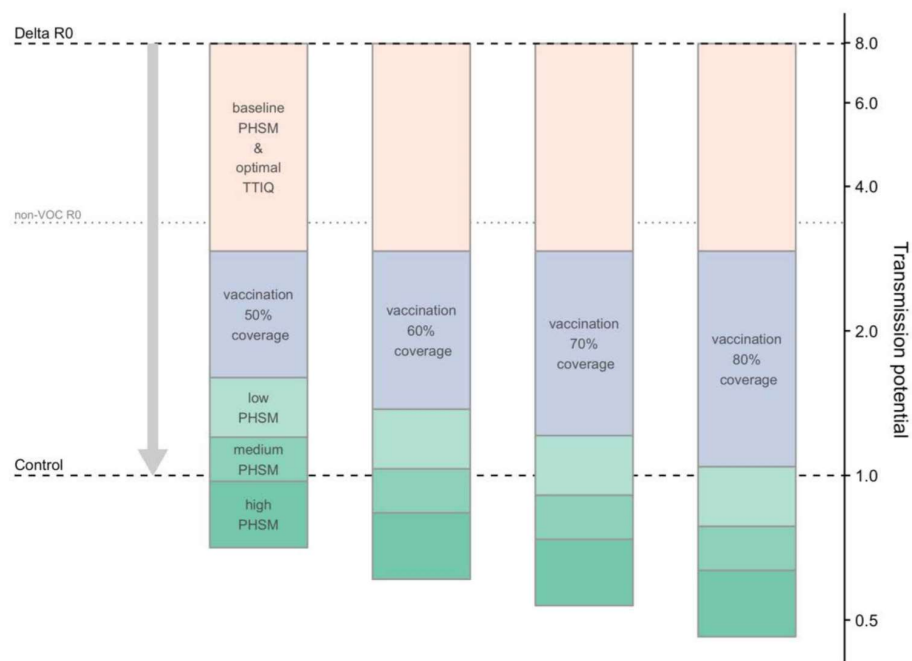 Delta R0
8.0
baseline
PHSM
&
optimal
TTIQ
6.0
4.0
non-VOC R0
Transmission potential
vaccination
50%
coverage
vaccination
60%
coverage
vaccination
70%
coverage
vaccination
80%
coverage
2.0
low
PHSM
medium
PHSM
Control
1.0
high
PHSM
0.5